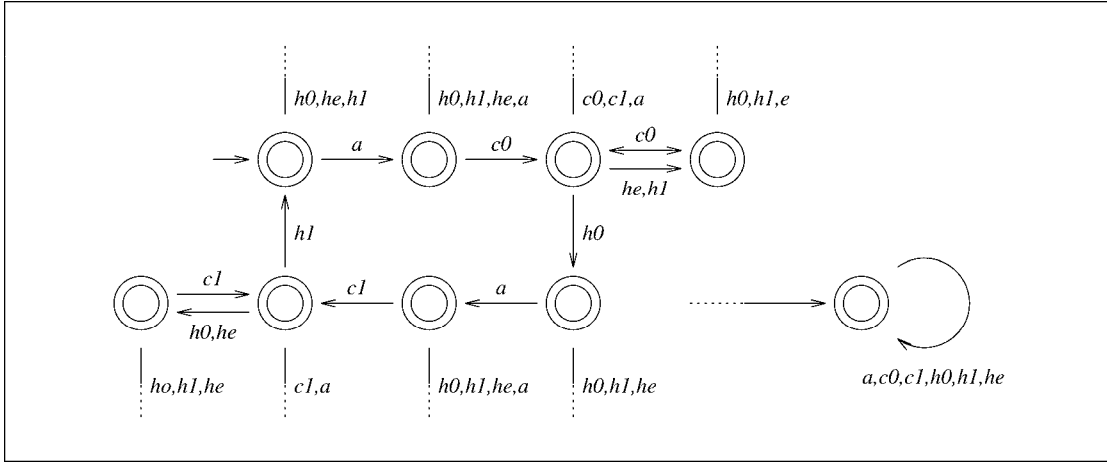 h0,he,h1
h0,h1,he,a
c0,c1,a
h0,h1,e
a
c0
c0
he,h1
h1
h0
c1
h0,he
c1
a
ho,h1,he
c1,a
h0,h1,he,a
h0,h1,he
a,c0,c1,h0,h1,he